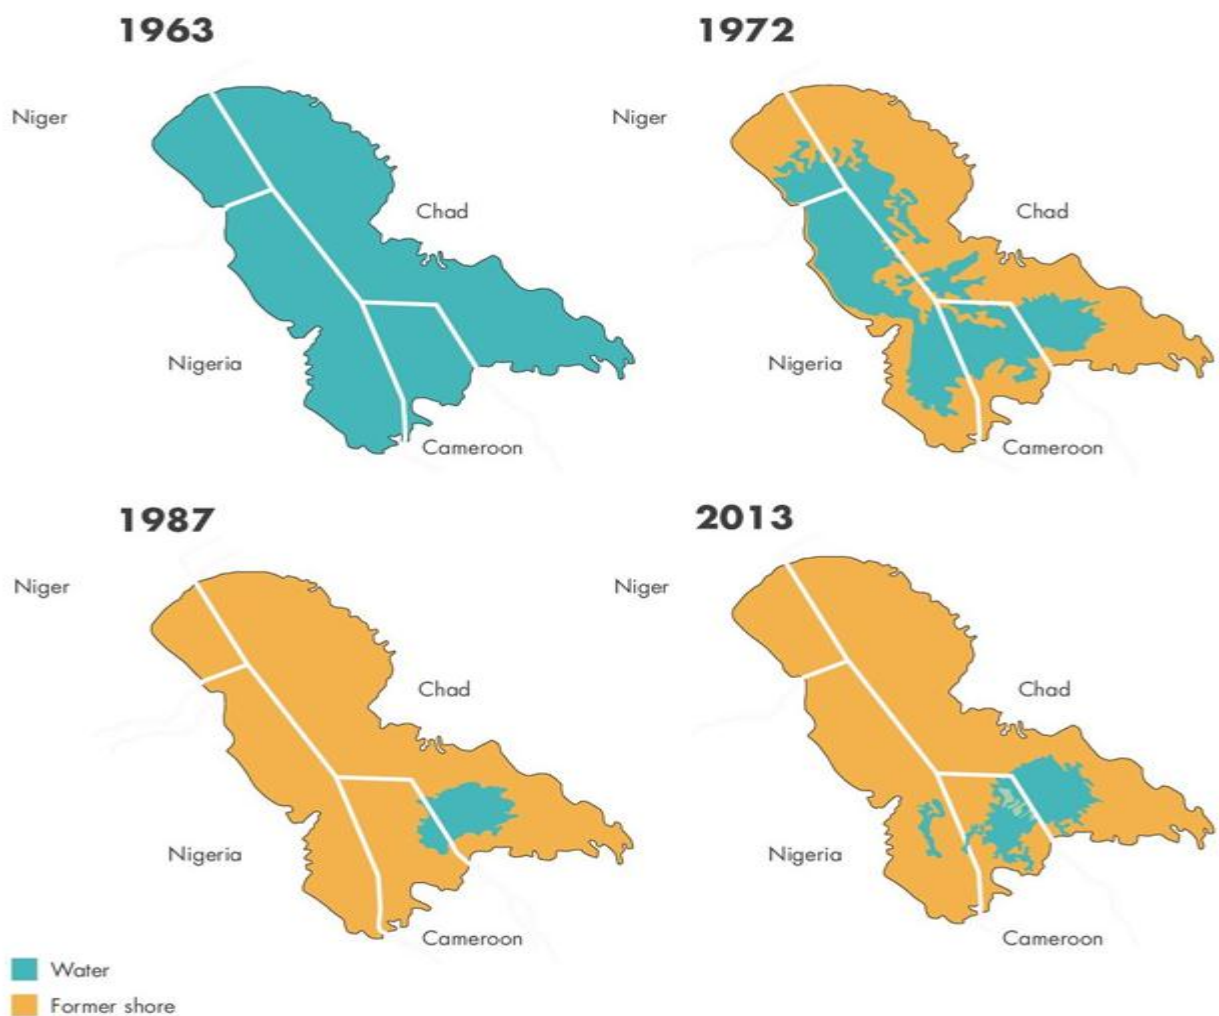 1963
1972
Niger
Niger
Chad
Chad
Nigeria
Nigeria
Cameroon
Cameroon
1987
2013
Niger
Niger
Chad
Chad
Nigeria
Nigeria
Cameroon
Cameroon
Water
Former shore